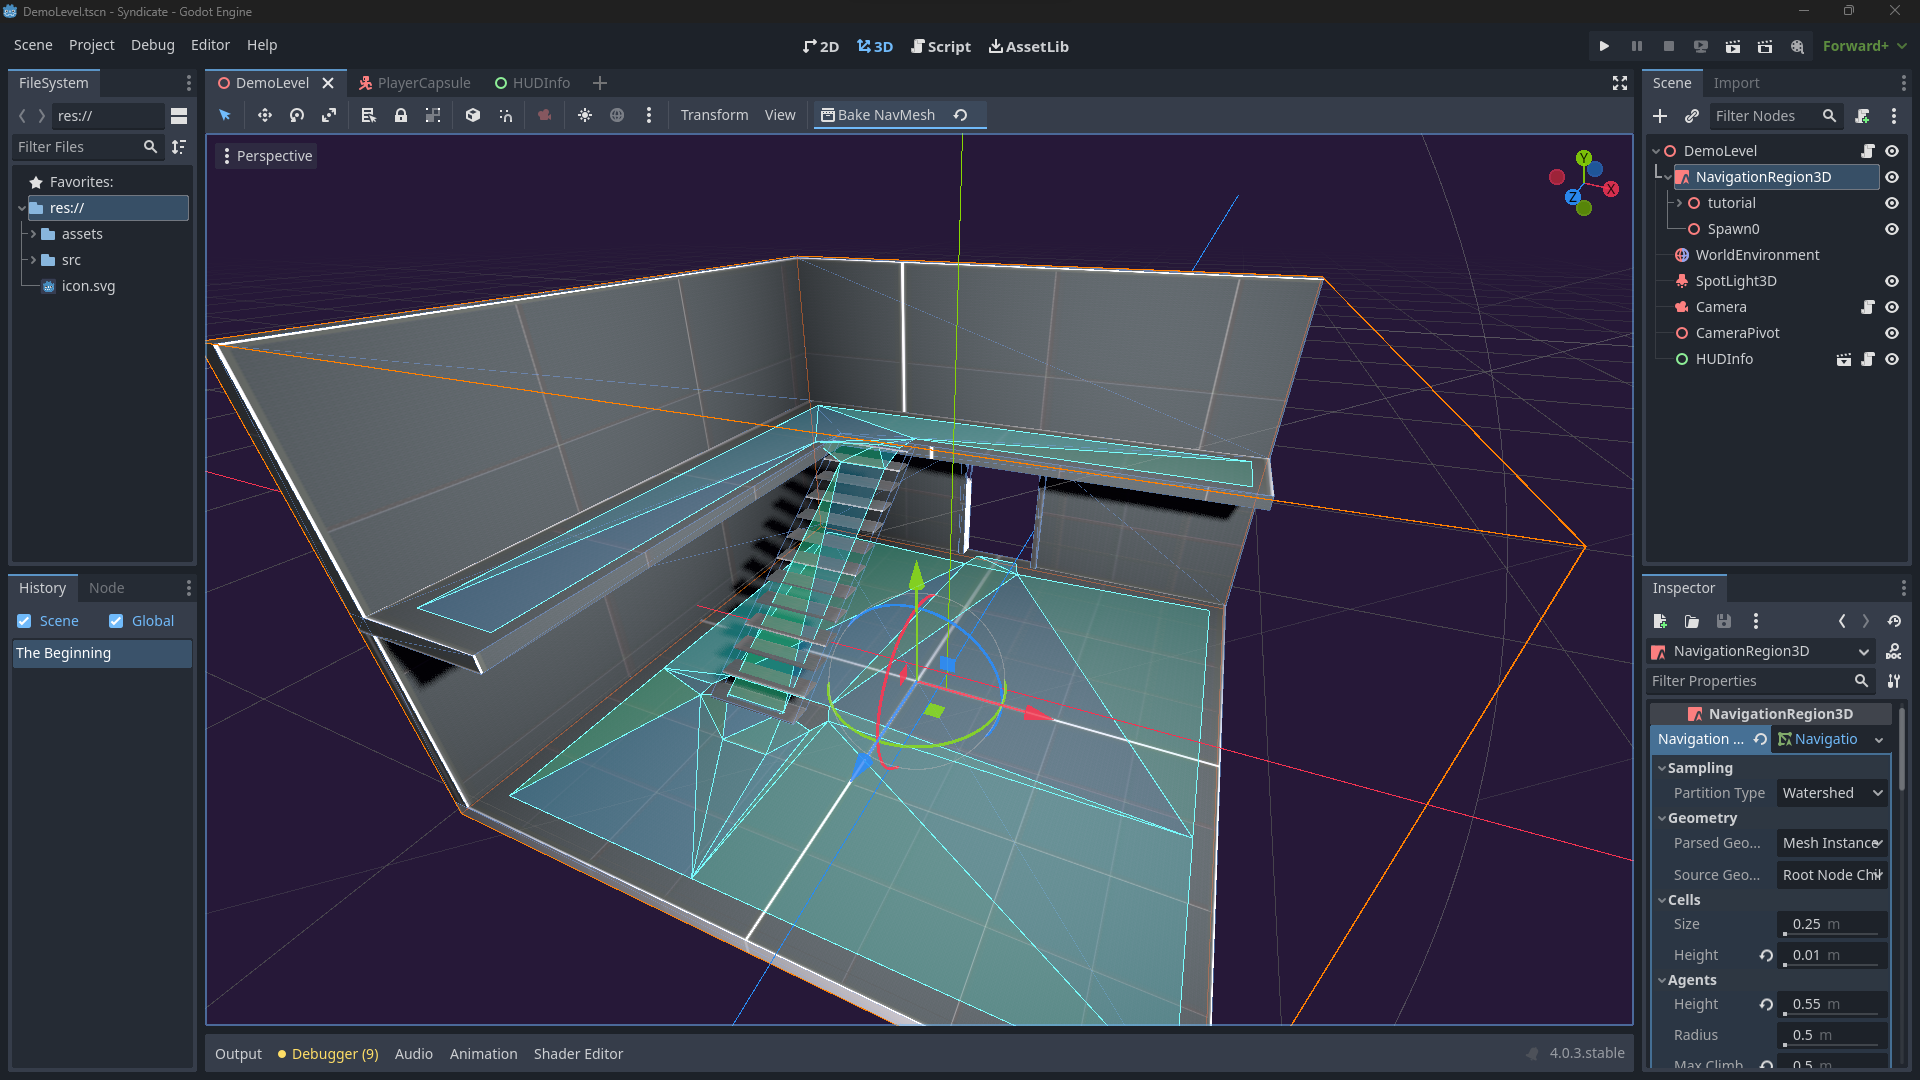 DemoLevel.tscn - Syndicate - Godot Engine
Scene Project Debug Editor Help
2D 3D Script AssetLib
Forward+
FileSystem
res://
Filter Files
Favorites:
res://
assets
src
icon.svg
History Node
Scene Global
The Beginning
DemoLevel PlayerCapsule HUDInfo
Transform View Bake NavMesh
Perspective
Y
X
Z
Output Debugger (9) Audio Animation Shader Editor
4.0.3.stable
Scene Import
Filter Nodes
DemoLevel
NavigationRegion3D
tutorial
Spawn0
WorldEnvironment
SpotLight3D
Camera
CameraPivot
HUDInfo
Inspector
NavigationRegion3D
Filter Properties
NavigationRegion3D
Navigation ... Navigatio
Sampling
Partition Type Watershed
Geometry
Parsed Geo... Mesh Instance
Source Geo... Root Node Chi
Cells
Size 0.25 m
Height 0.01 m
Agents
Height 0.55 m
Radius 0.5 m
Max Climb 0.5 m